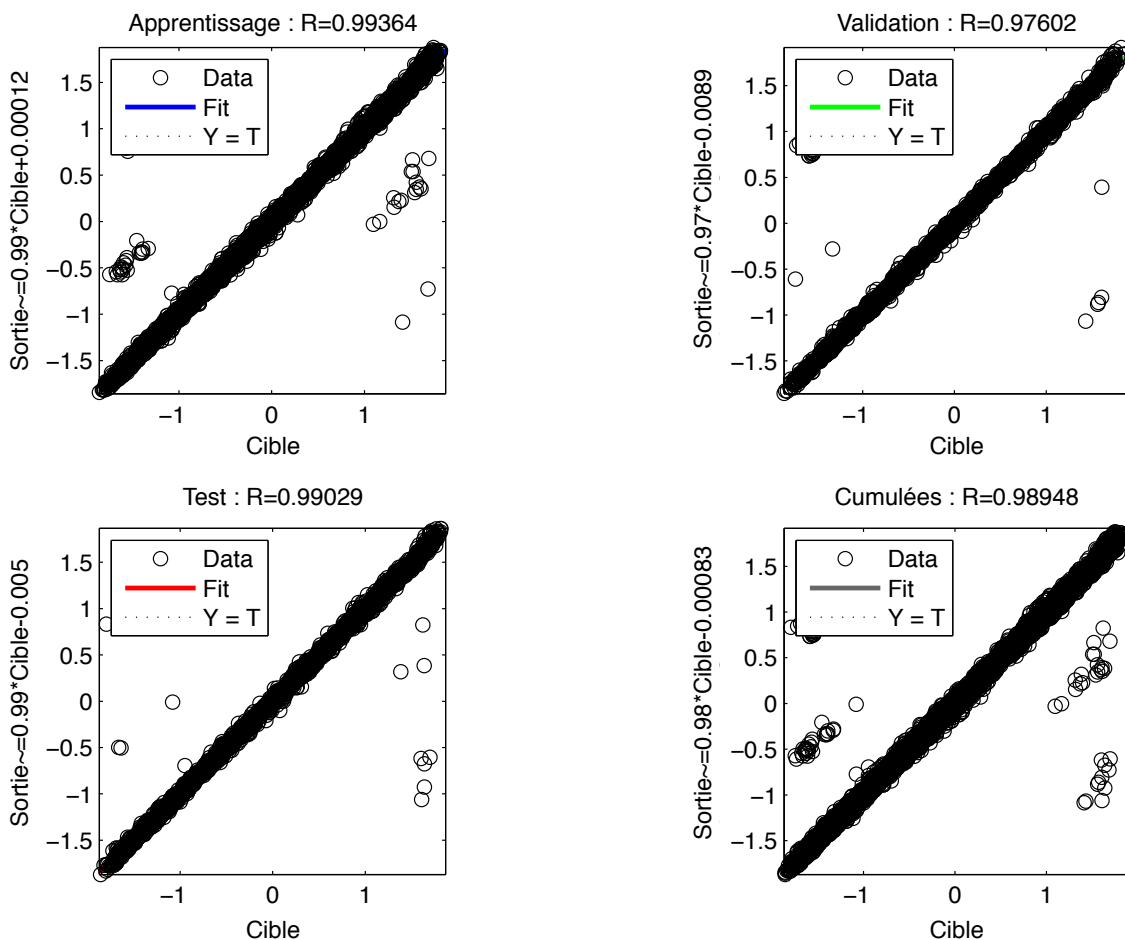 Apprentissage : R=0.99364
Sortie~=0.99*Cible+0.00012
1.5
1
0.5
0
−0.5
−1
−1.5
Data
Fit
Y = T
−1
0
1
Cible
Validation : R=0.97602
Sortie~=0.97*Cible-0.0089
1.5
1
0.5
0
−0.5
−1
−1.5
Data
Fit
Y = T
−1
0
1
Cible
Test : R=0.99029
Sortie~=0.99*Cible-0.005
1.5
1
0.5
0
−0.5
−1
−1.5
Data
Fit
Y = T
−1
0
1
Cible
Cumulées : R=0.98948
Sortie~=0.98*Cible-0.00083
1.5
1
0.5
0
−0.5
−1
−1.5
Data
Fit
Y = T
−1
0
1
Cible